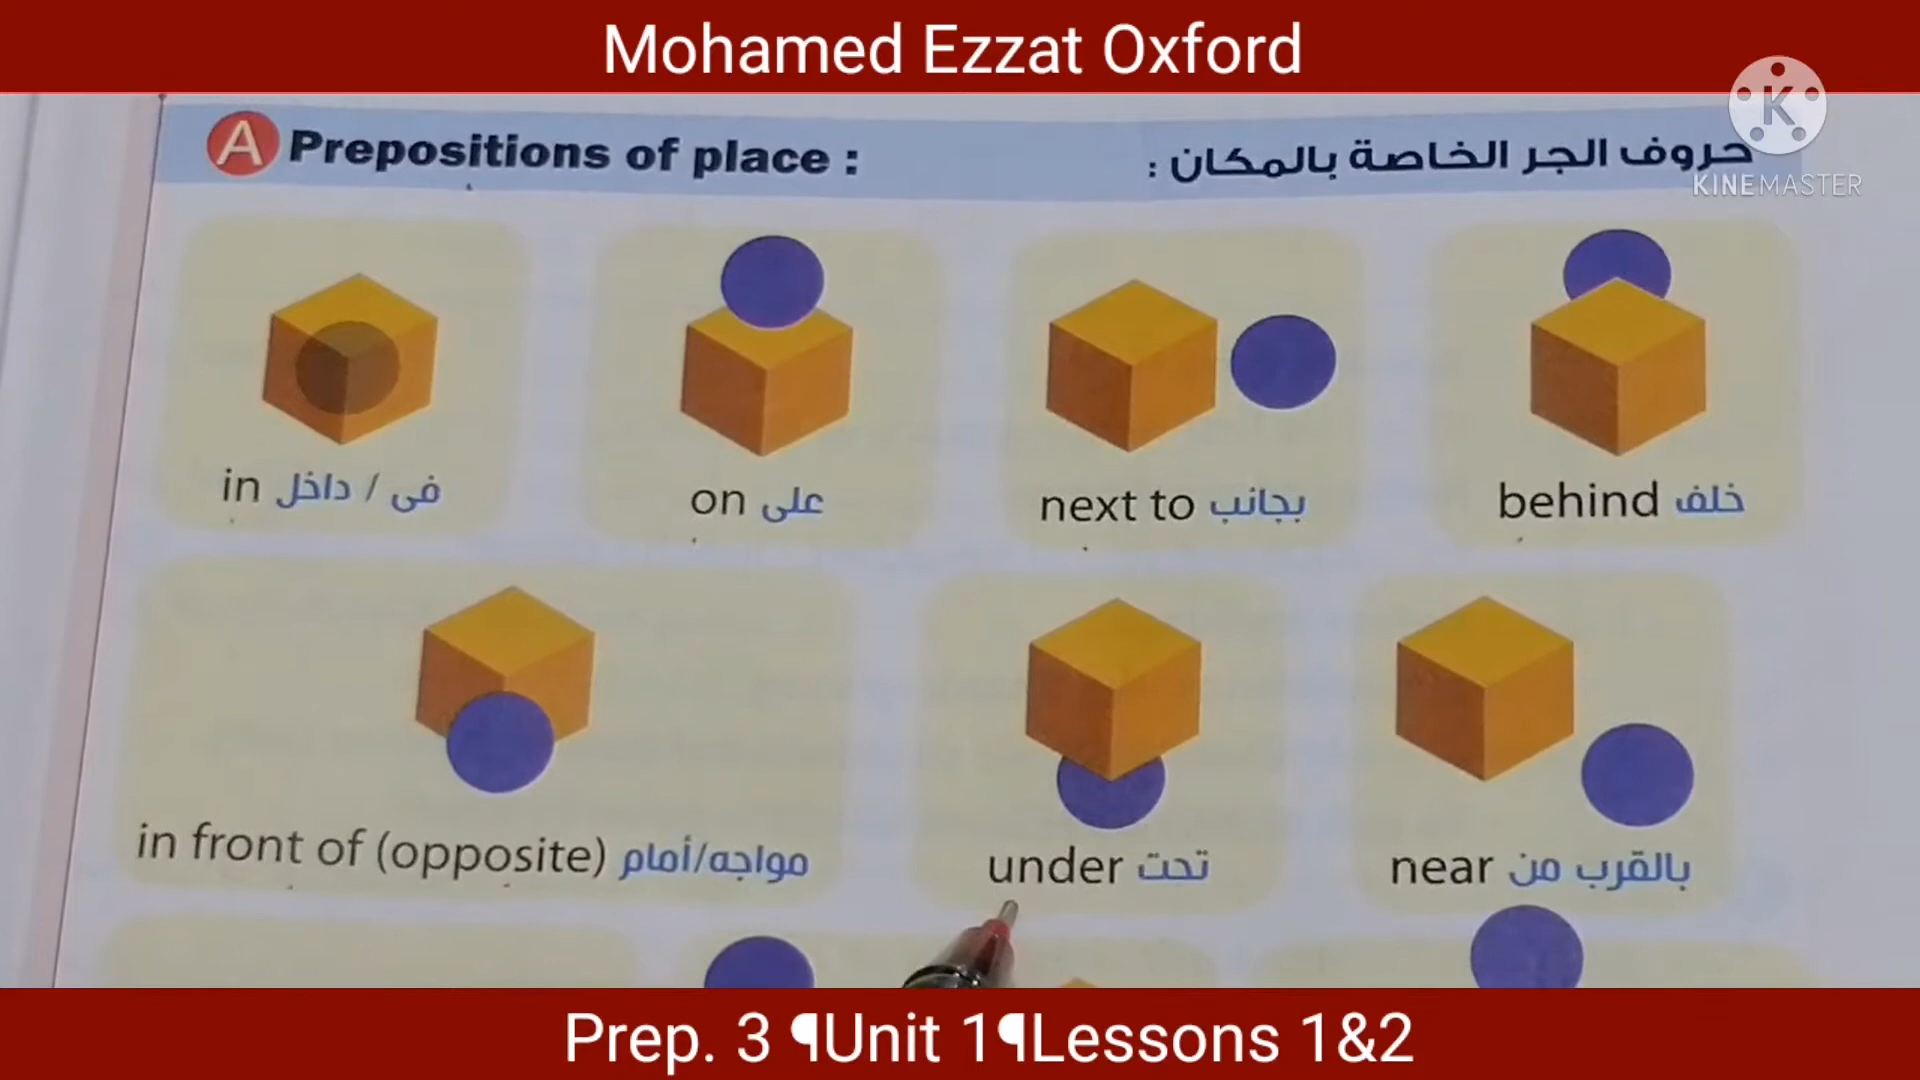 Mohamed Ezzat Oxford
K
KINEMASTER
A Prepositions of place :
حروف الجر الخاصة بالمكان :
in فى / داخل
on على
next to بجانب
behind خلف
in front of (opposite) مواجه/أمام
under تحت
near بالقرب من
Prep. 3 ¶Unit 1¶Lessons 1&2